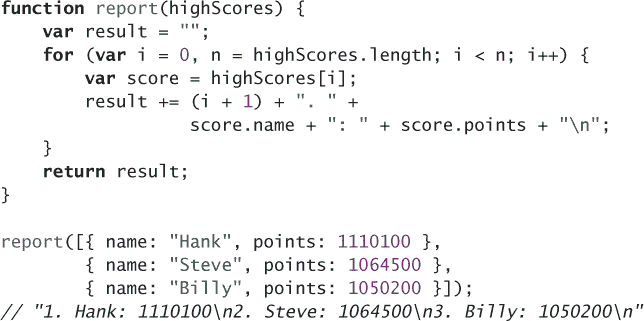 function report(highScores) {
    var result = "";
    for (var i = 0, n = highScores.length; i < n; i++) {
        var score = highScores[i];
        result += (i + 1) + ". " +
                  score.name + ": " + score.points + "\n";
    }
    return result;
}

report([{ name: "Hank", points: 1110100 },
        { name: "Steve", points: 1064500 },
        { name: "Billy", points: 1050200 }]);
// "1. Hank: 1110100\n2. Steve: 1064500\n3. Billy: 1050200\n"